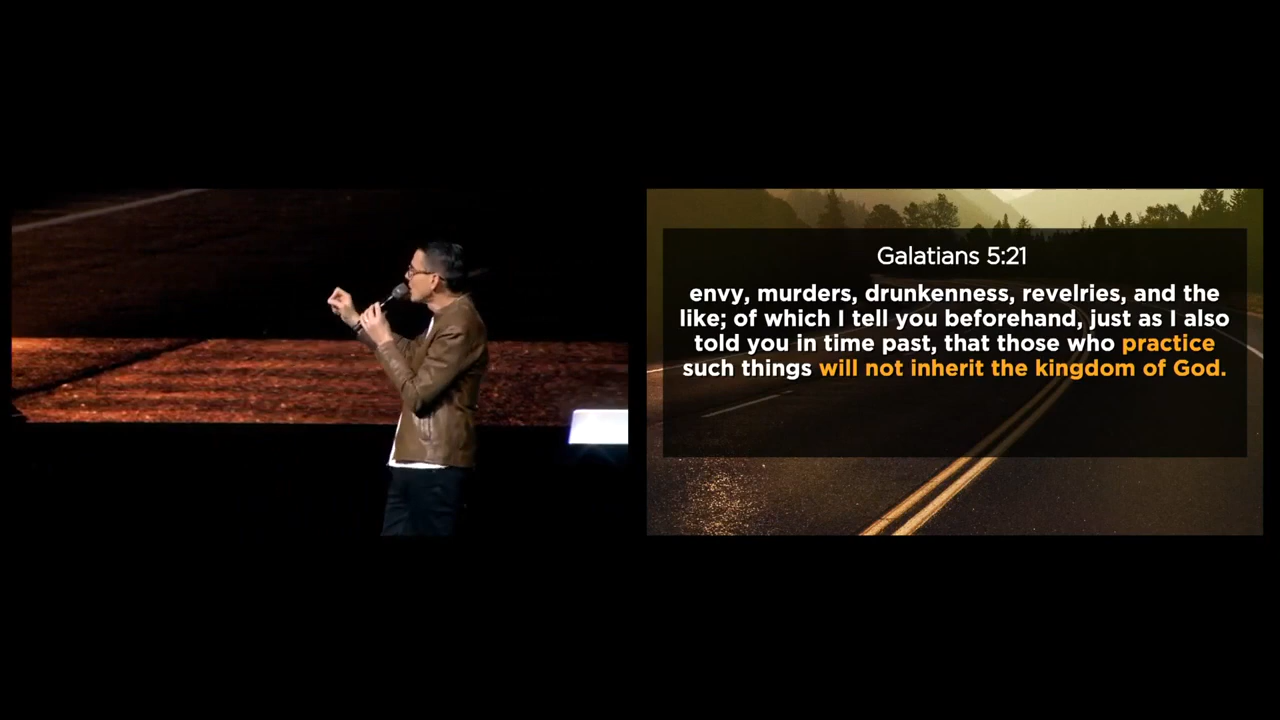 Galatians 5:21
envy, murders, drunkenness, revelries, and the
like; of which I tell you beforehand, just as I also
told you in time past, that those who practice
such things will not inherit the kingdom of God.